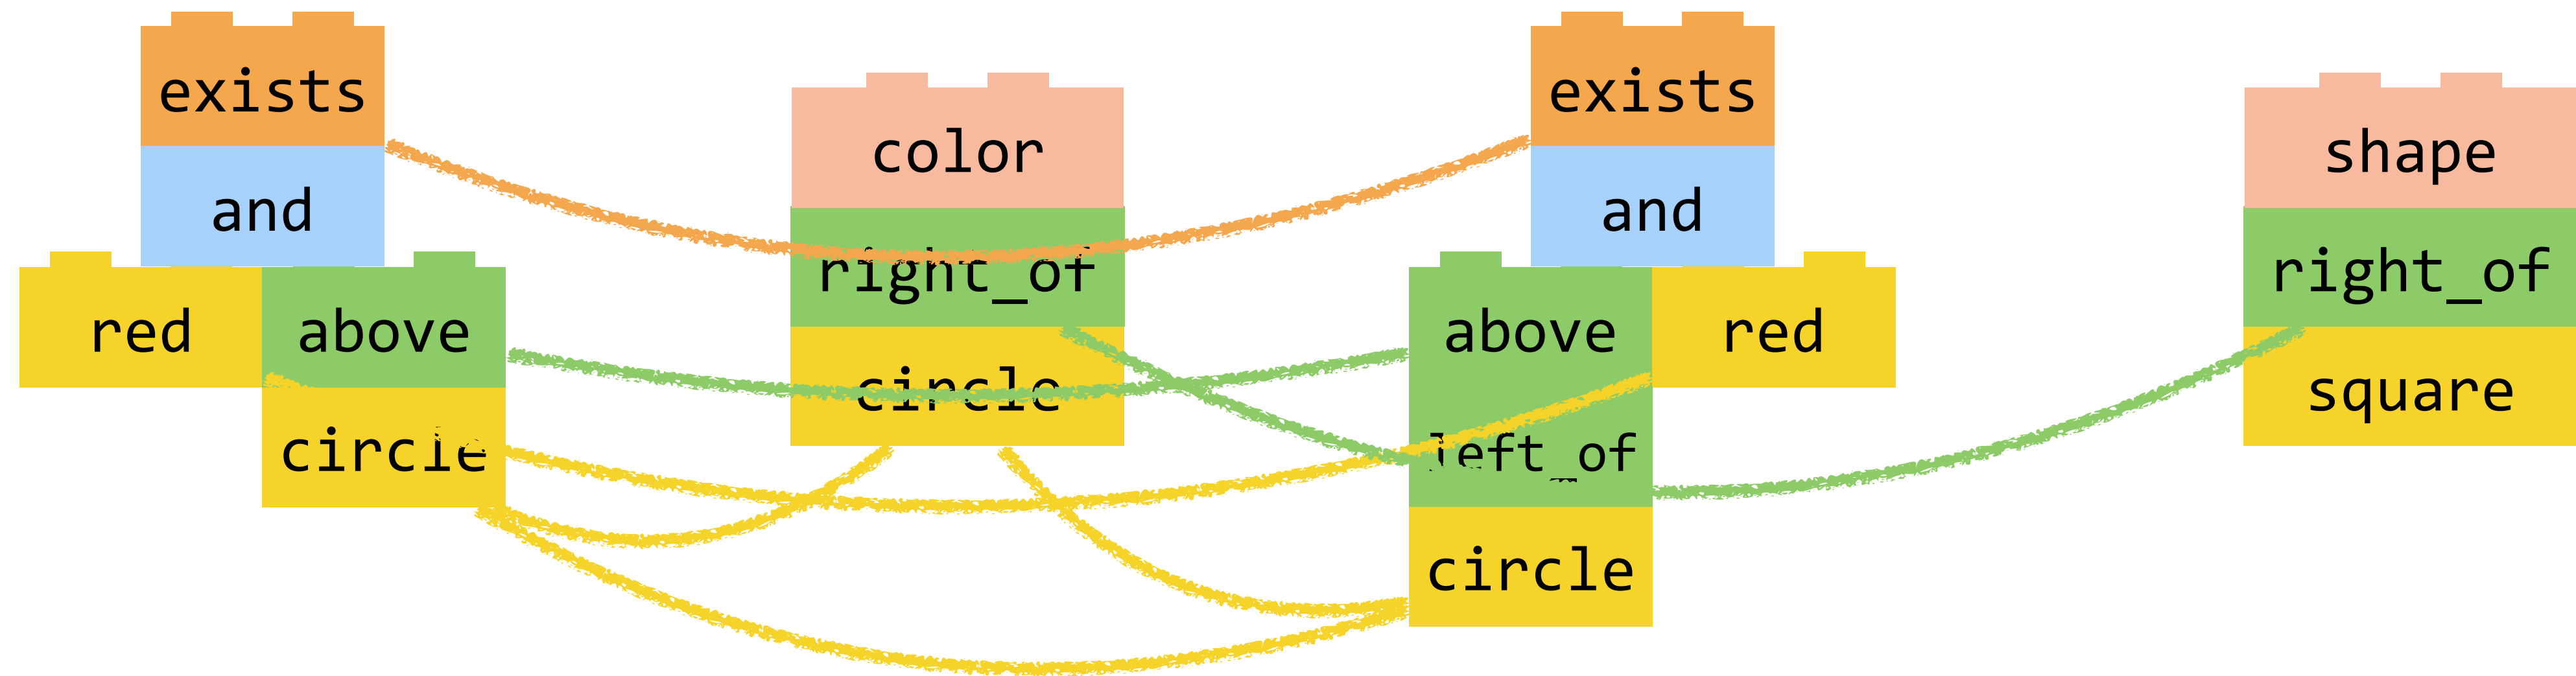 exists
and
red
above
circle
color
right_of
circle
exists
and
above
red
left_of
circle
shape
right_of
square